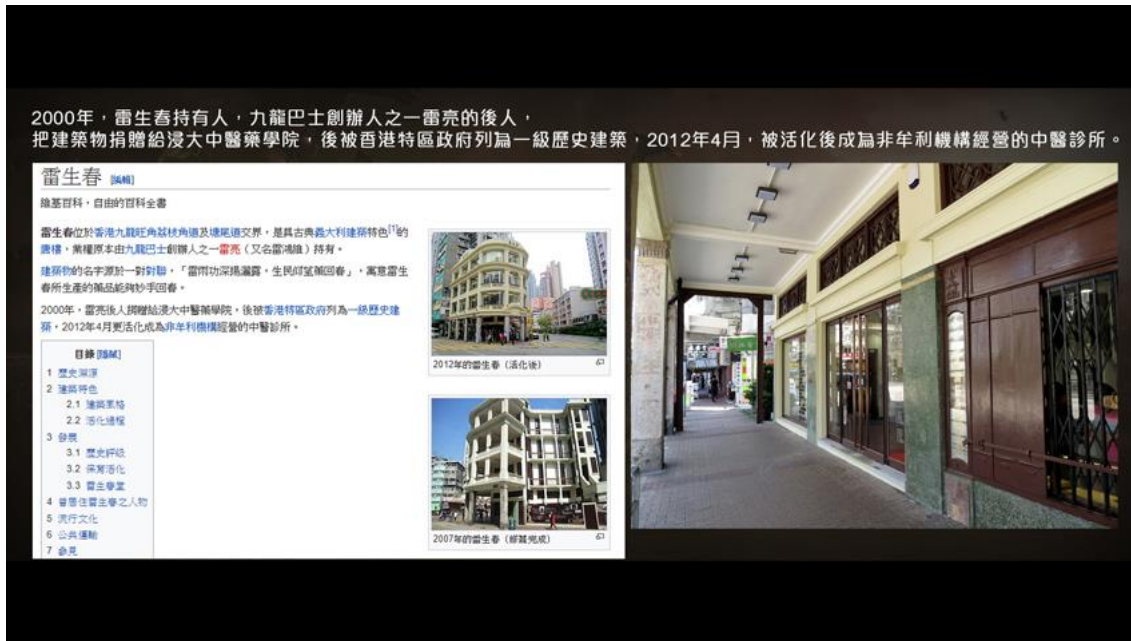 2000年，雷生春持有人，九龍巴士創辦人之一雷亮的後人，
把建築物捐贈給浸大中醫藥學院，後被香港特區政府列為一級歷史建築，2012年4月，被活化後成為非牟利機構經營的中醫診所。
雷生春 [編輯]
維基百科，自由的百科全書
雷生春位於香港九龍旺角荔枝角道及塘尾道交界，是具古典義大利建築特色[1]的
唐樓，業權原本由九龍巴士創辦人之一雷亮（又名雷鴻維）持有。
建築物的名字源於一對對聯，「雷雨功深揚灑露，生民仰望藥回春」，寓意雷生
春所生產的藥品能夠妙手回春。
2000年，雷亮後人捐贈給浸大中醫藥學院，後被香港特區政府列為一級歷史建
築，2012年4月更活化成為非牟利機構經營的中醫診所。
目錄 [隱藏]
1 歷史淵源
2 建築特色
2.1 建築風格
2.2 活化過程
3 發展
3.1 歷史評級
3.2 保育活化
3.3 雷生春堂
4 曾居住雷生春之人物
5 流行文化
6 公共運輸
7 參見
2012年的雷生春（活化後）
2007年的雷生春（修葺完成）